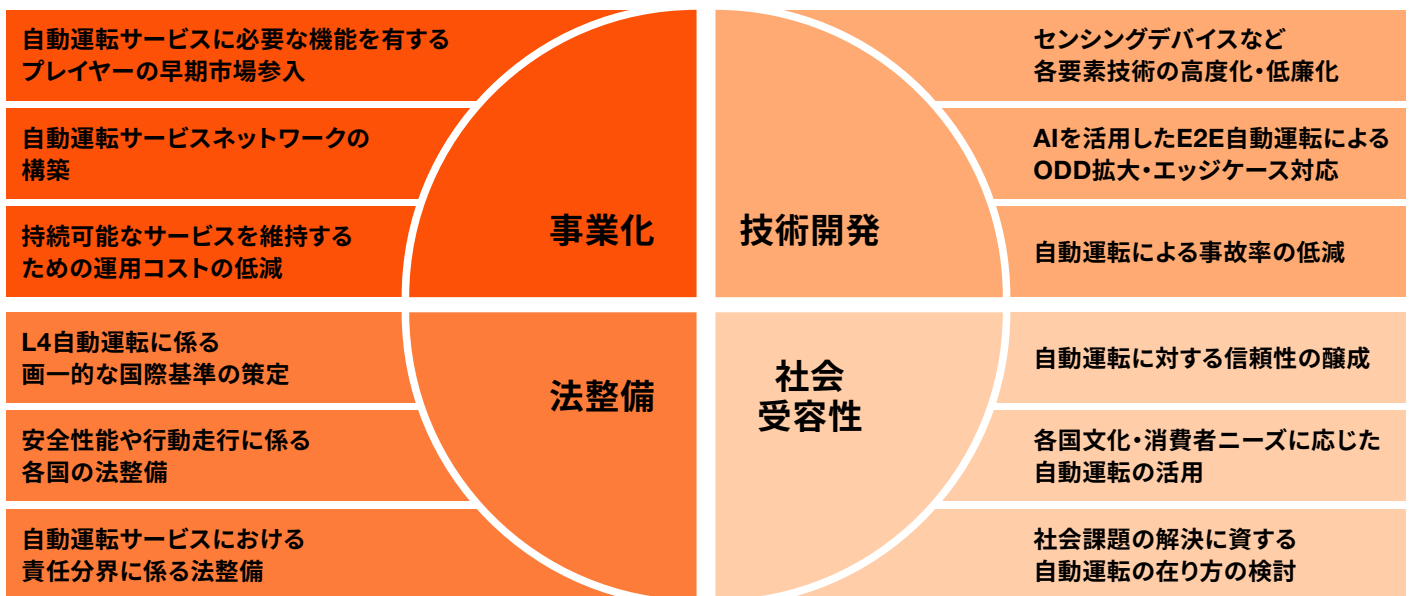 自動運転サービスに必要な機能を有する
プレイヤーの早期市場参入
自動運転サービスネットワークの
構築
持続可能なサービスを維持する
ための運用コストの低減
事業化
技術開発
センシングデバイスなど
各要素技術の高度化・低廉化
AIを活用したE2E自動運転による
ODD拡大・エッジケース対応
自動運転による事故率の低減
L4自動運転に係る
画一的な国際基準の策定
安全性能や行動走行に係る
各国の法整備
自動運転サービスにおける
責任分界に係る法整備
法整備
社会
受容性
自動運転に対する信頼性の醸成
各国文化・消費者ニーズに応じた
自動運転の活用
社会課題の解決に資する
自動運転の在り方の検討